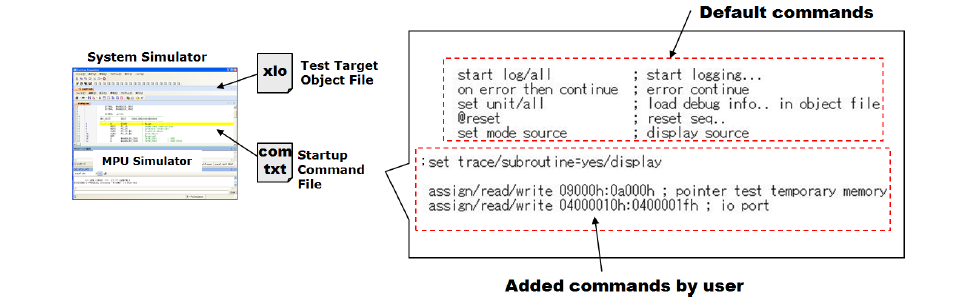 Default commands
System Simulator
xlo
Test Target
Object File
MPU Simulator
com
txt
Startup
Command
File
start log/all ; start logging...
on error then continue ; error continue
set unit/all ; load debug info.. in object file
@reset ; reset seq..
set mode source ; display source
;set trace/subroutine=yes/display
assign/read/write 09000h:0a000h ; pointer test temporary memory
assign/read/write 04000010h:0400001fh ; io port
Added commands by user